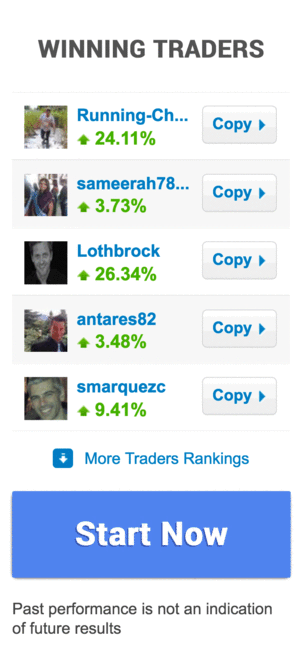 WINNING TRADERS
Running-Ch...
24.11%
Copy
sameerah78...
3.73%
Copy
Lothbrock
26.34%
Copy
antares82
3.48%
Copy
smarquezc
9.41%
Copy
More Traders Rankings
Start Now
Past performance is not an indication
of future results